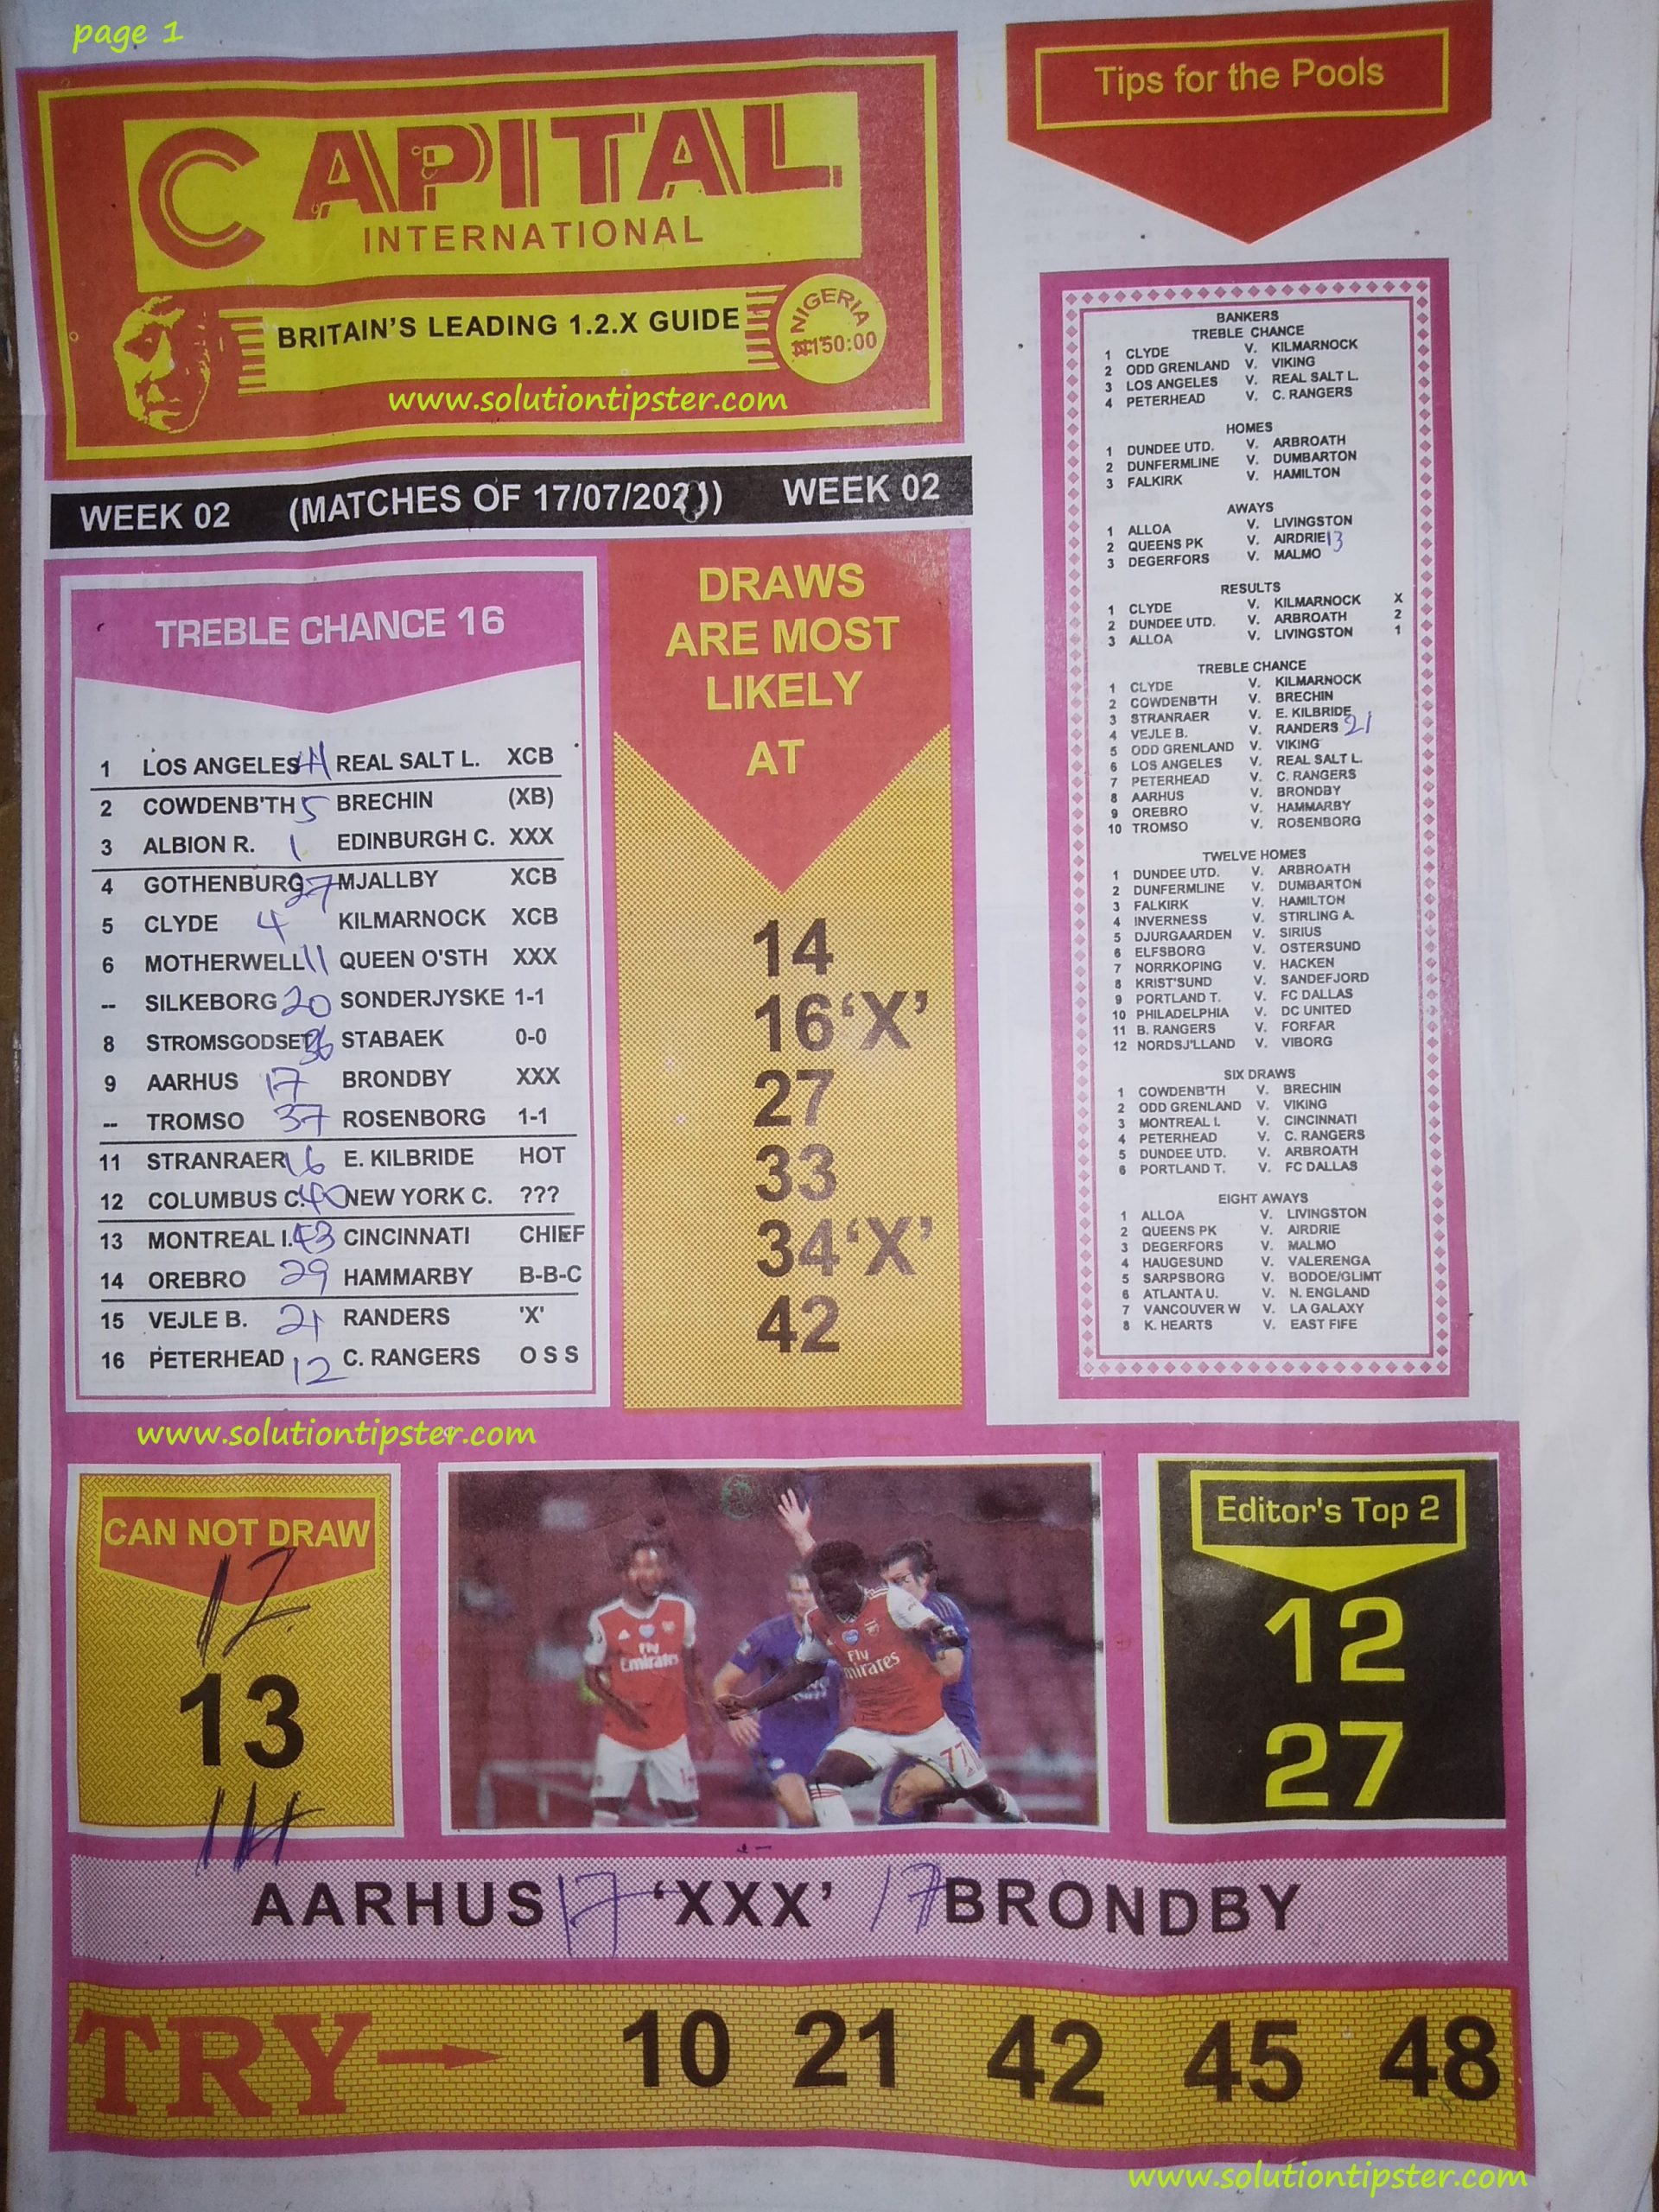 page 1
CAPITAL
INTERNATIONAL
BRITAIN'S LEADING 1.2.X GUIDE
NIGERIA
₦150:00
www.solutiontipster.com
WEEK 02 (MATCHES OF 17/07/2021)) WEEK 02
TREBLE CHANCE 16
1 LOS ANGELES 41 REAL SALT L. XCB
2 COWDENB'TH 5 BRECHIN (XB)
3 ALBION R. 1 EDINBURGH C. XXX
4 GOTHENBURG 27 MJALLBY XCB
5 CLYDE 4 KILMARNOCK XCB
6 MOTHERWELL 11 QUEEN O'STH XXX
-- SILKEBORG 20 SONDERJYSKE 1-1
8 STROMSGODSET 36 STABAEK 0-0
9 AARHUS 17 BRONDBY XXX
-- TROMSO 37 ROSENBORG 1-1
11 STRANRAER 6 E. KILBRIDE HOT
12 COLUMBUS C. 40 NEW YORK C. ???
13 MONTREAL I. 43 CINCINNATI CHIEF
14 OREBRO 29 HAMMARBY B-B-C
15 VEJLE B. 21 RANDERS 'X'
16 PETERHEAD 12 C. RANGERS O S S
www.solutiontipster.com
DRAWS
ARE MOST
LIKELY
AT
14
16'X'
27
33
34'X'
42
Tips for the Pools
BANKERS
TREBLE CHANCE
1 CLYDE V. KILMARNOCK
2 ODD GRENLAND V. VIKING
3 LOS ANGELES V. REAL SALT L.
4 PETERHEAD V. C. RANGERS
HOMES
1 DUNDEE UTD. V. ARBROATH
2 DUNFERMLINE V. DUMBARTON
3 FALKIRK V. HAMILTON
AWAYS
1 ALLOA V. LIVINGSTON
2 QUEENS PK V. AIRDRIE 13
3 DEGERFORS V. MALMO
RESULTS
1 CLYDE V. KILMARNOCK X
2 DUNDEE UTD. V. ARBROATH 2
3 ALLOA V. LIVINGSTON 1
TREBLE CHANCE
1 CLYDE V. KILMARNOCK
2 COWDENB'TH V. BRECHIN
3 STRANRAER V. E. KILBRIDE
4 VEJLE B. V. RANDERS 21
5 ODD GRENLAND V. VIKING
6 LOS ANGELES V. REAL SALT L.
7 PETERHEAD V. C. RANGERS
8 AARHUS V. BRONDBY
9 OREBRO V. HAMMARBY
10 TROMSO V. ROSENBORG
TWELVE HOMES
1 DUNDEE UTD. V. ARBROATH
2 DUNFERMLINE V. DUMBARTON
3 FALKIRK V. HAMILTON
4 INVERNESS V. STIRLING A.
5 DJURGAARDEN V. SIRIUS
6 ELFSBORG V. OSTERSUND
7 NORRKOPING V. HACKEN
8 KRIST'SUND V. SANDEFJORD
9 PORTLAND T. V. FC DALLAS
10 PHILADELPHIA V. DC UNITED
11 B. RANGERS V. FORFAR
12 NORDSJ'LLAND V. VIBORG
SIX DRAWS
1 COWDENB'TH V. BRECHIN
2 ODD GRENLAND V. VIKING
3 MONTREAL I. V. CINCINNATI
4 PETERHEAD V. C. RANGERS
5 DUNDEE UTD. V. ARBROATH
6 PORTLAND T. V. FC DALLAS
EIGHT AWAYS
1 ALLOA V. LIVINGSTON
2 QUEENS PK V. AIRDRIE
3 DEGERFORS V. MALMO
4 HAUGESUND V. VALERENGA
5 SARPSBORG V. BODOE/GLIMT
6 ATLANTA U. V. N. ENGLAND
7 VANCOUVER W V. LA GALAXY
8 K. HEARTS V. EAST FIFE
CAN NOT DRAW
12
13
14
Fly
Emirates
Fly
Emirates
77
Editor's Top 2
12
27
AARHUS 17 'XXX' 17 BRONDBY
TRY 10 21 42 45 48
www.solutiontipster.com